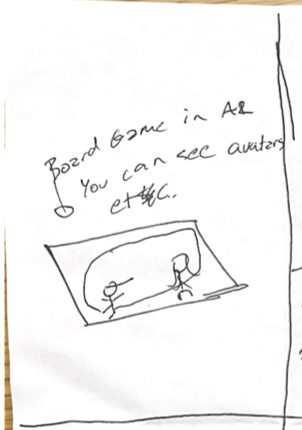 Board Game in AR
You can see avatars
etc.